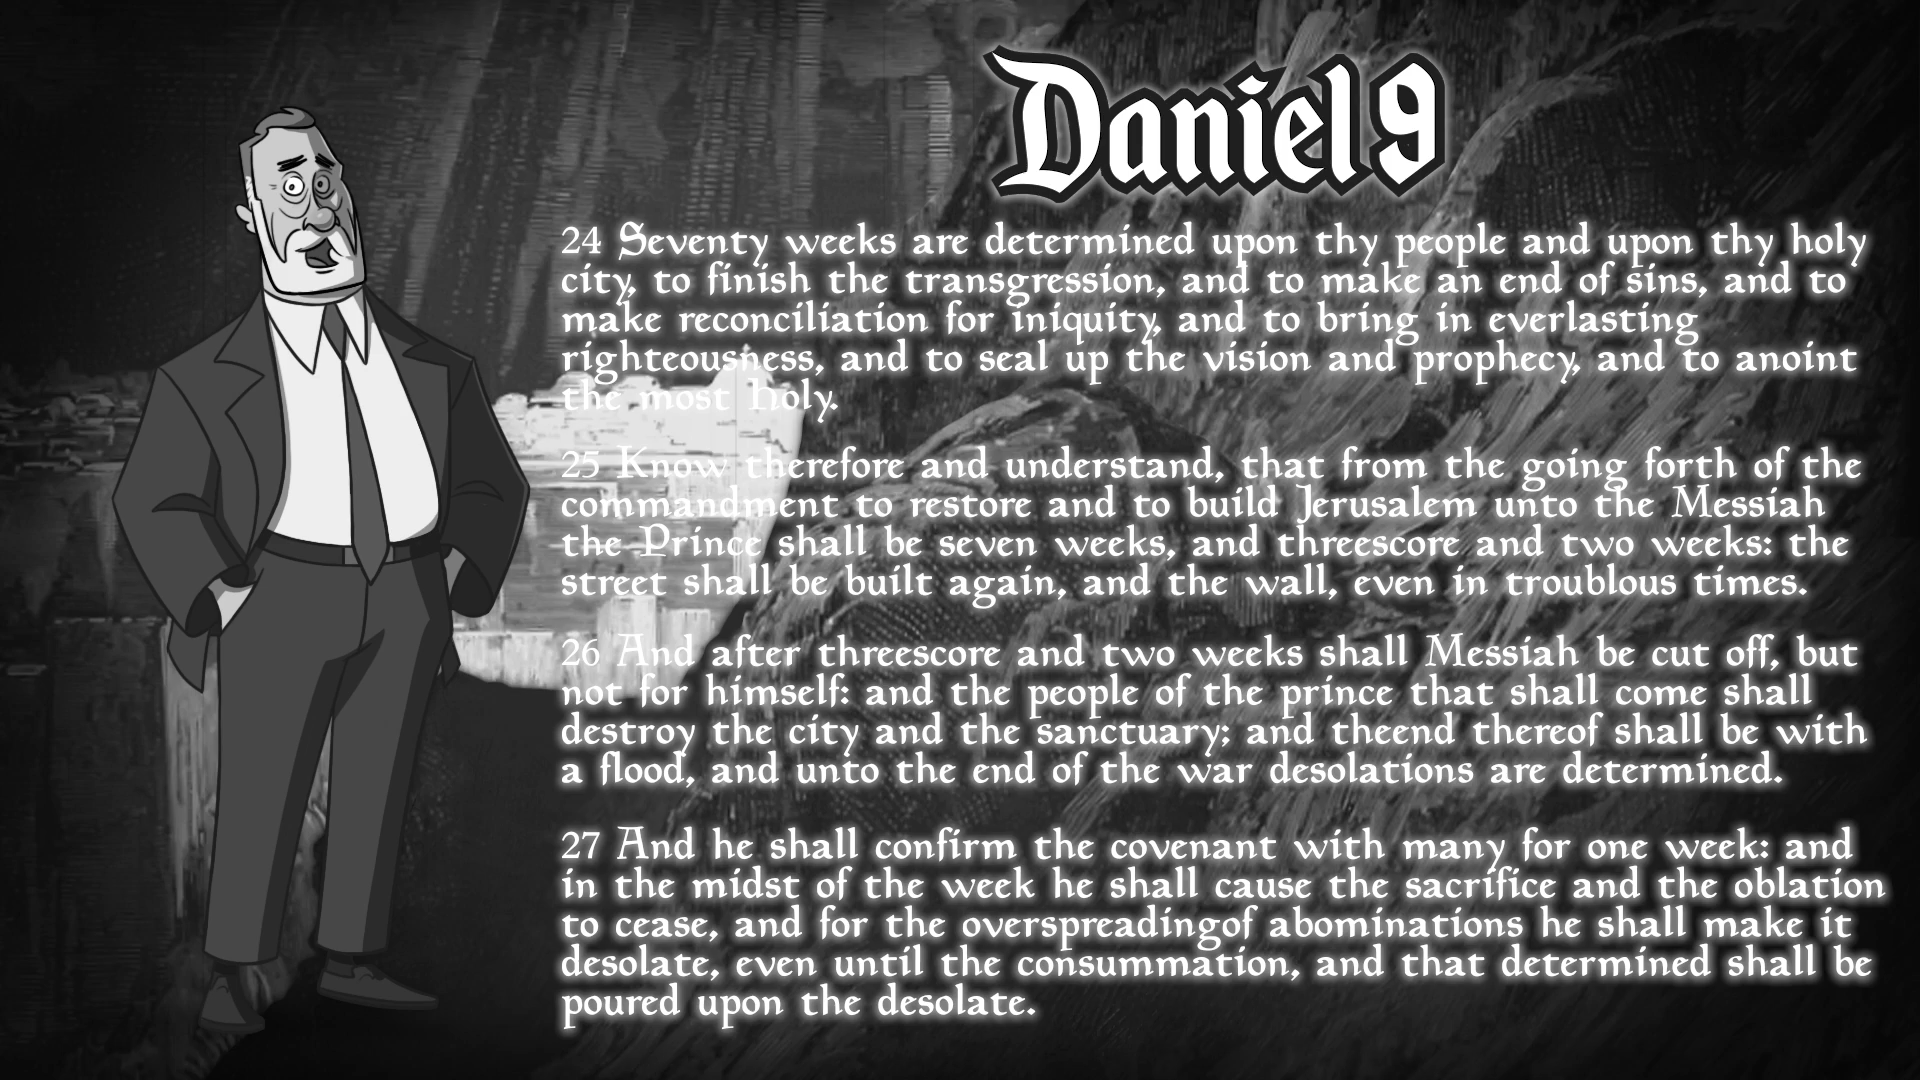 Daniel 9
24 Seventy weeks are determined upon thy people and upon thy holy
city, to finish the transgression, and to make an end of sins, and to
make reconciliation for iniquity, and to bring in everlasting
righteousness, and to seal up the vision and prophecy, and to anoint
the most holy.
25 Know therefore and understand, that from the going forth of the
commandment to restore and to build Jerusalem unto the Messiah
the Prince shall be seven weeks, and threescore and two weeks: the
street shall be built again, and the wall, even in troublous times.
26 And after threescore and two weeks shall Messiah be cut off, but
not for himself: and the people of the prince that shall come shall
destroy the city and the sanctuary; and theend thereof shall be with
a flood, and unto the end of the war desolations are determined.
27 And he shall confirm the covenant with many for one week: and
in the midst of the week he shall cause the sacrifice and the oblation
to cease, and for the overspreadingof abominations he shall make it
desolate, even until the consummation, and that determined shall be
poured upon the desolate.